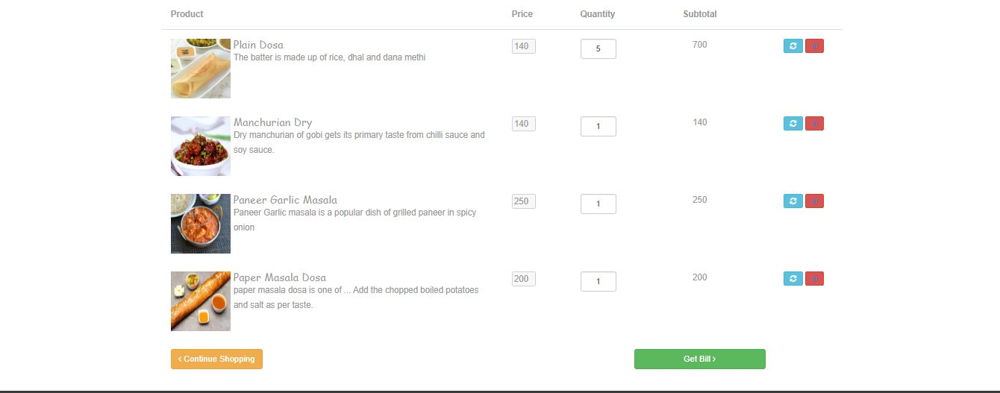 Product Price Quantity Subtotal
Plain Dosa 140 5 700
The batter is made up of rice, dhal and dana methi
Manchurian Dry 140 1 140
Dry manchurian of gobi gets its primary taste from chilli sauce and
soy sauce.
Paneer Garlic Masala 250 1 250
Paneer Garlic masala is a popular dish of grilled paneer in spicy
onion
Paper Masala Dosa 200 1 200
paper masala dosa is one of ... Add the chopped boiled potatoes
and salt as per taste.
‹ Continue Shopping Get Bill ›